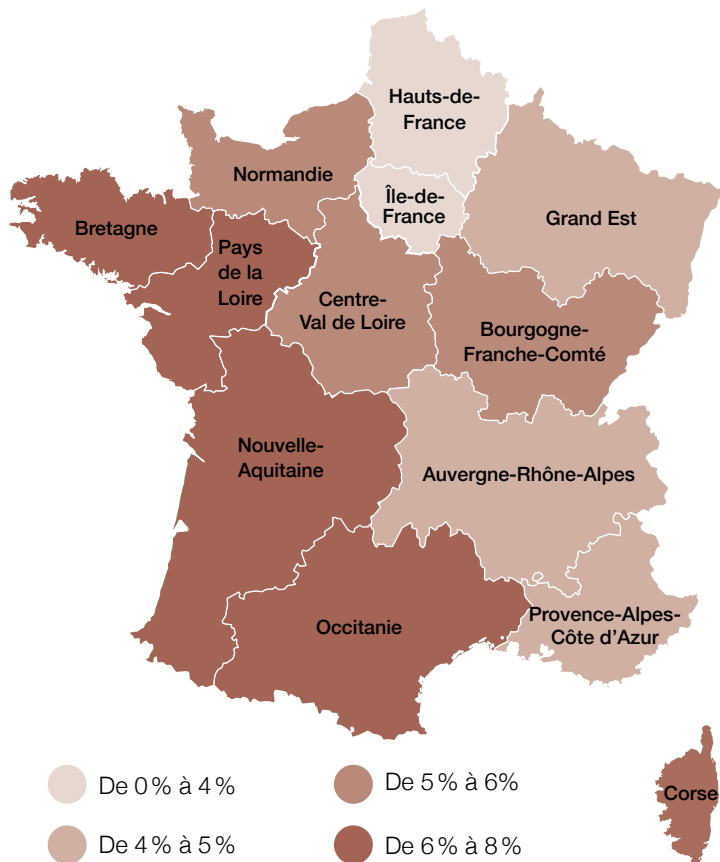 Hauts-de-
France
Normandie
Île-de-
France
Grand Est
Bretagne
Pays
de la
Loire
Centre-
Val de Loire
Bourgogne-
Franche-Comté
Nouvelle-
Aquitaine
Auvergne-Rhône-Alpes
Occitanie
Provence-Alpes-
Côte d'Azur
Corse
De 0 % à 4 %
De 4 % à 5 %
De 5 % à 6%
De 6 % à 8 %